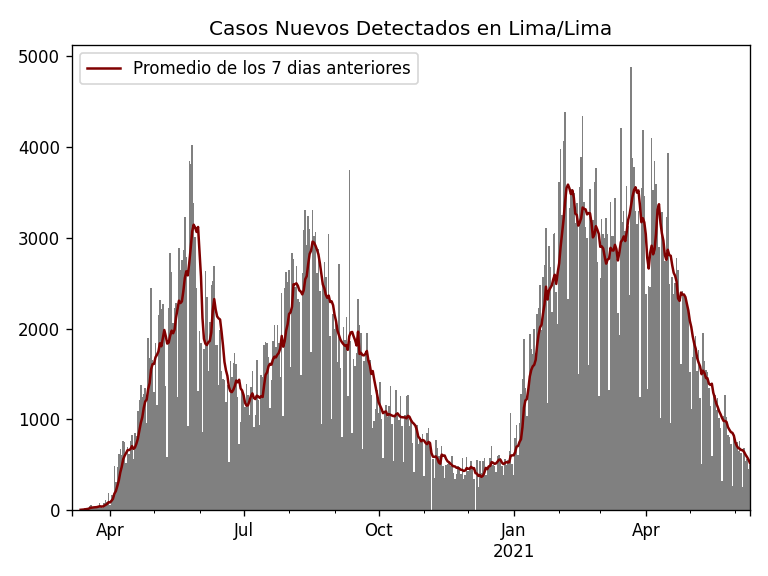 Casos Nuevos Detectados en Lima/Lima
Promedio de los 7 dias anteriores
5000
4000
3000
2000
1000
0
Apr
Jul
Oct
Jan
2021
Apr